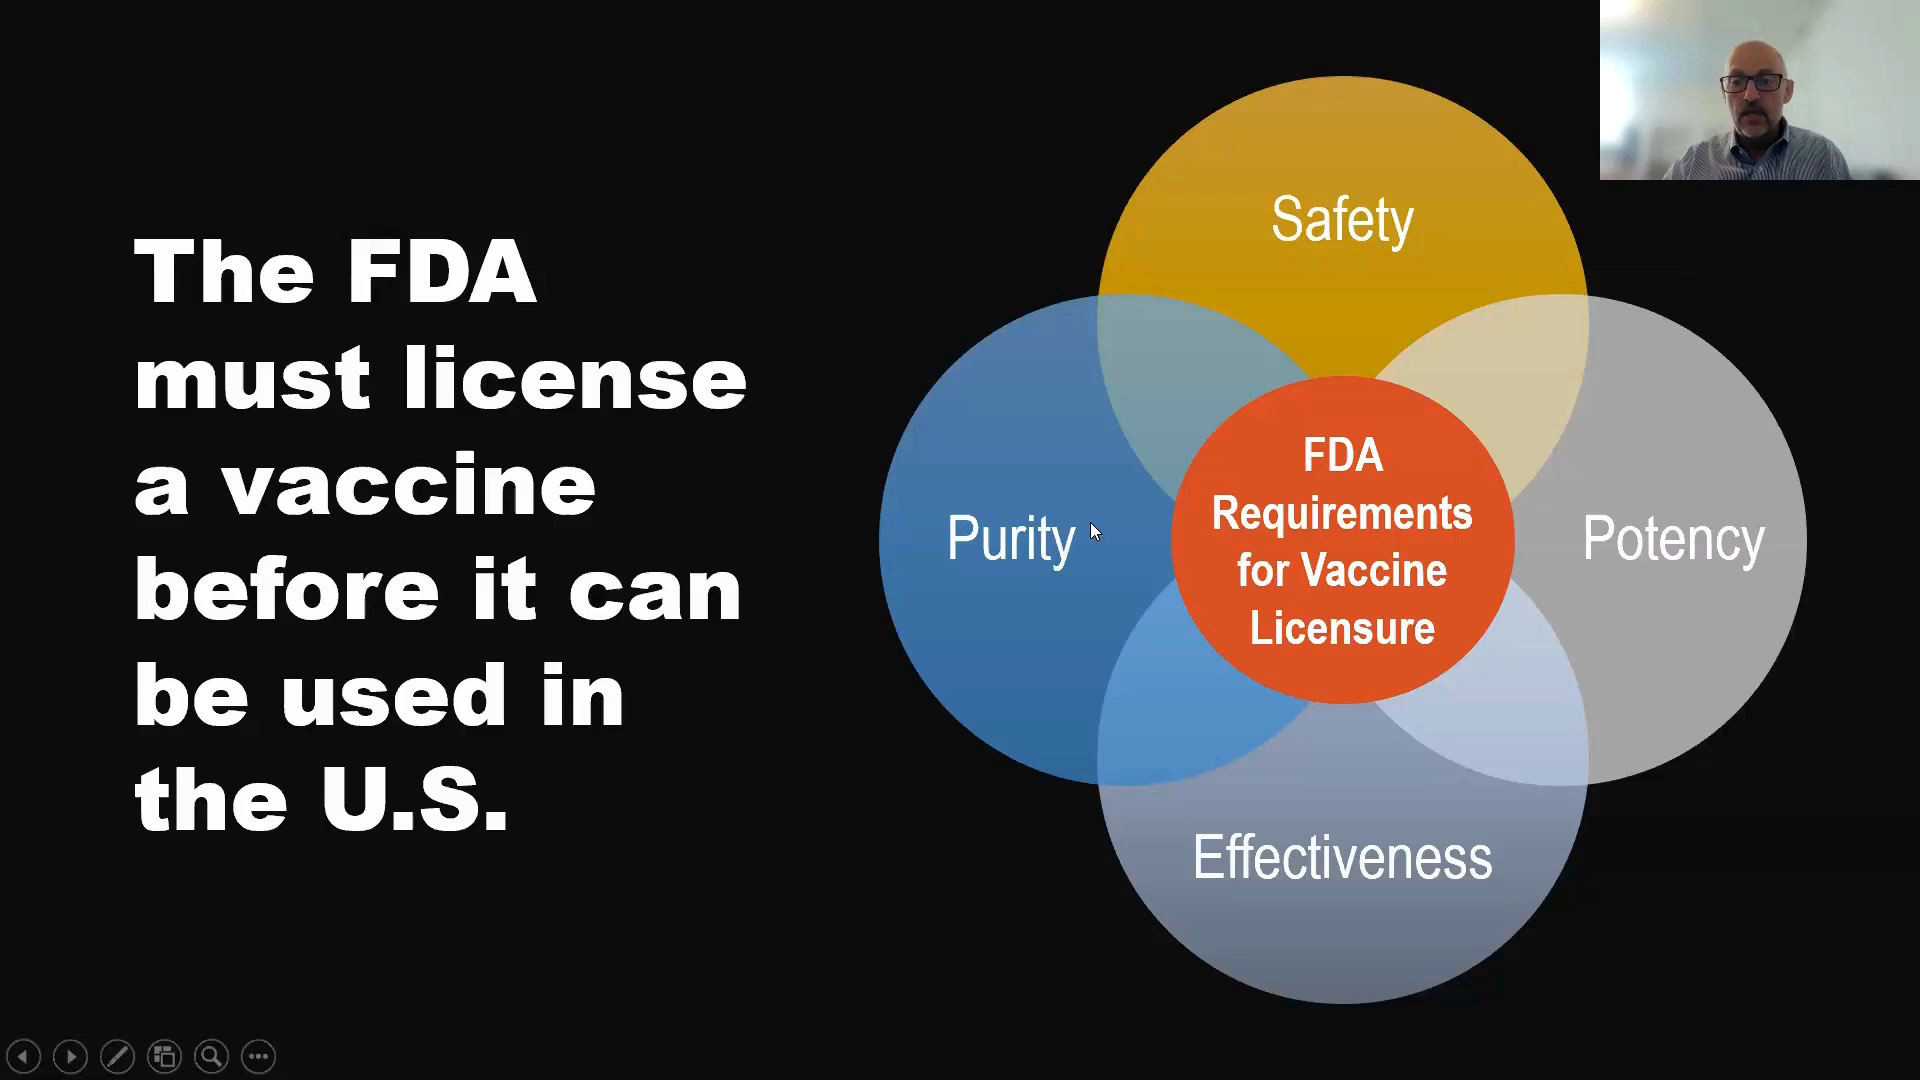 The FDA
must license
a vaccine
before it can
be used in
the U.S.
Safety
Purity
FDA
Requirements
for Vaccine
Licensure
Potency
Effectiveness